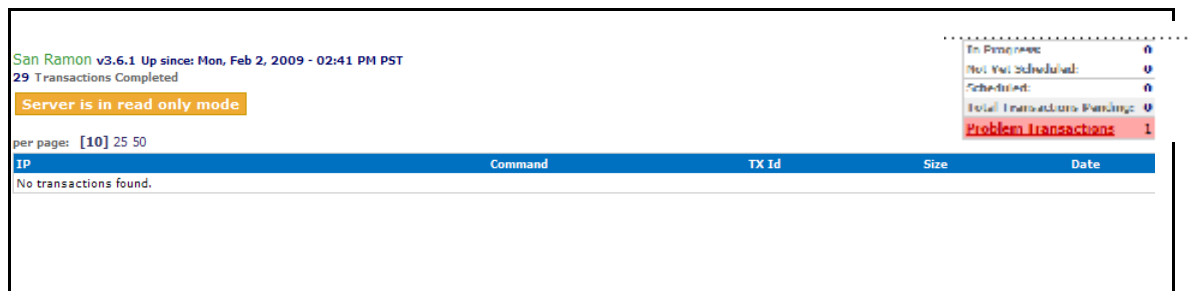 San Ramon v3.6.1 Up since: Mon, Feb 2, 2009 - 02:41 PM PST
29 Transactions Completed
Server is in read only mode
In Progress: 0
Not Yet Scheduled: 0
Scheduled: 0
Total Transactions Pending: 0
Problem Transactions 1
per page: [10] 25 50
IP Command TX Id Size Date
No transactions found.